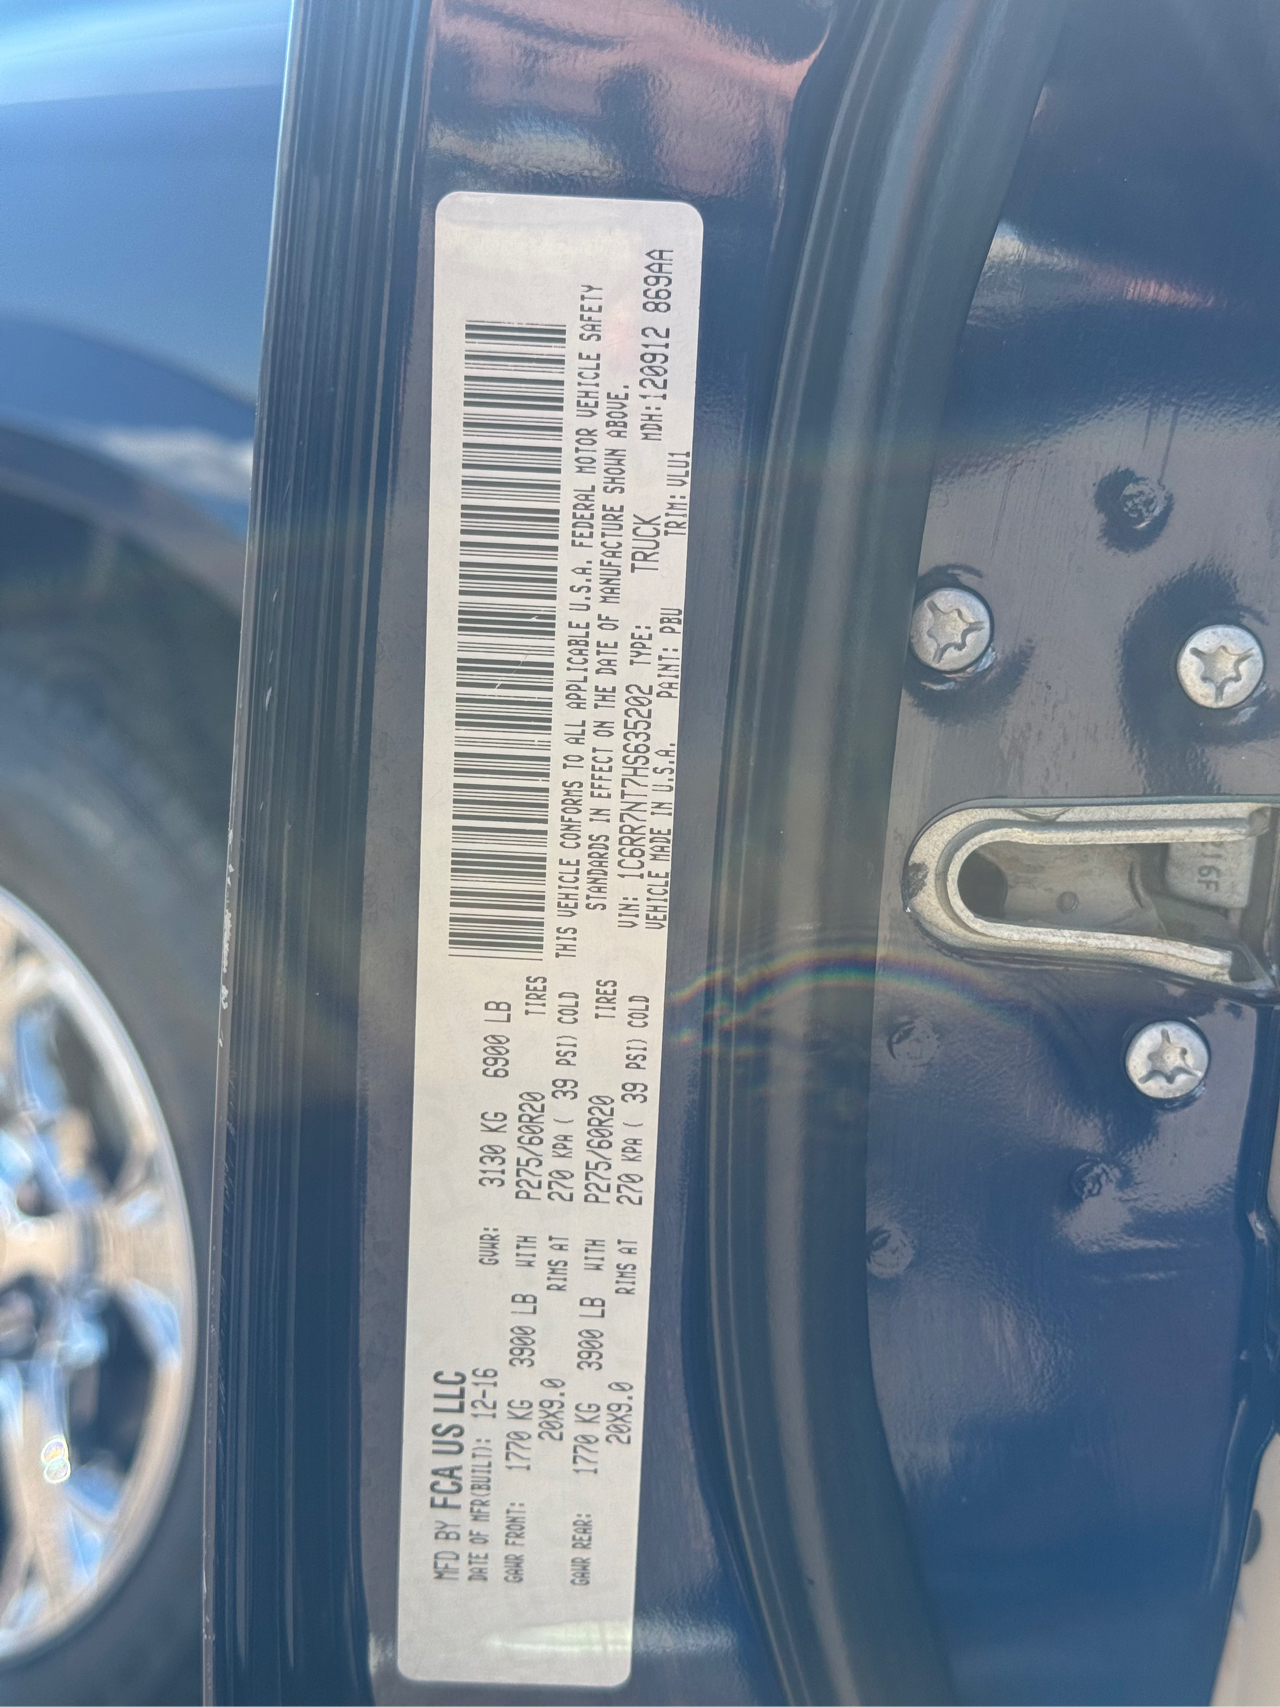 MFD BY FCA US LLC
DATE OF MFR(BUILT): 12-16 GVWR: 3130 KG 6900 LB
GAWR FRONT: 1770 KG 3900 LB WITH P275/60R20 TIRES
20X9.0 RIMS AT 270 KPA ( 39 PSI) COLD
GAWR REAR: 1770 KG 3900 LB WITH P275/60R20 TIRES
20X9.0 RIMS AT 270 KPA ( 39 PSI) COLD
THIS VEHICLE CONFORMS TO ALL APPLICABLE U.S.A. FEDERAL MOTOR VEHICLE SAFETY
STANDARDS IN EFFECT ON THE DATE OF MANUFACTURE SHOWN ABOVE.
VIN: 1C6RR7NT7HS635202 TYPE: TRUCK MDH:120912 869AA
VEHICLE MADE IN U.S.A. PAINT: PBU TRIM: VLU1